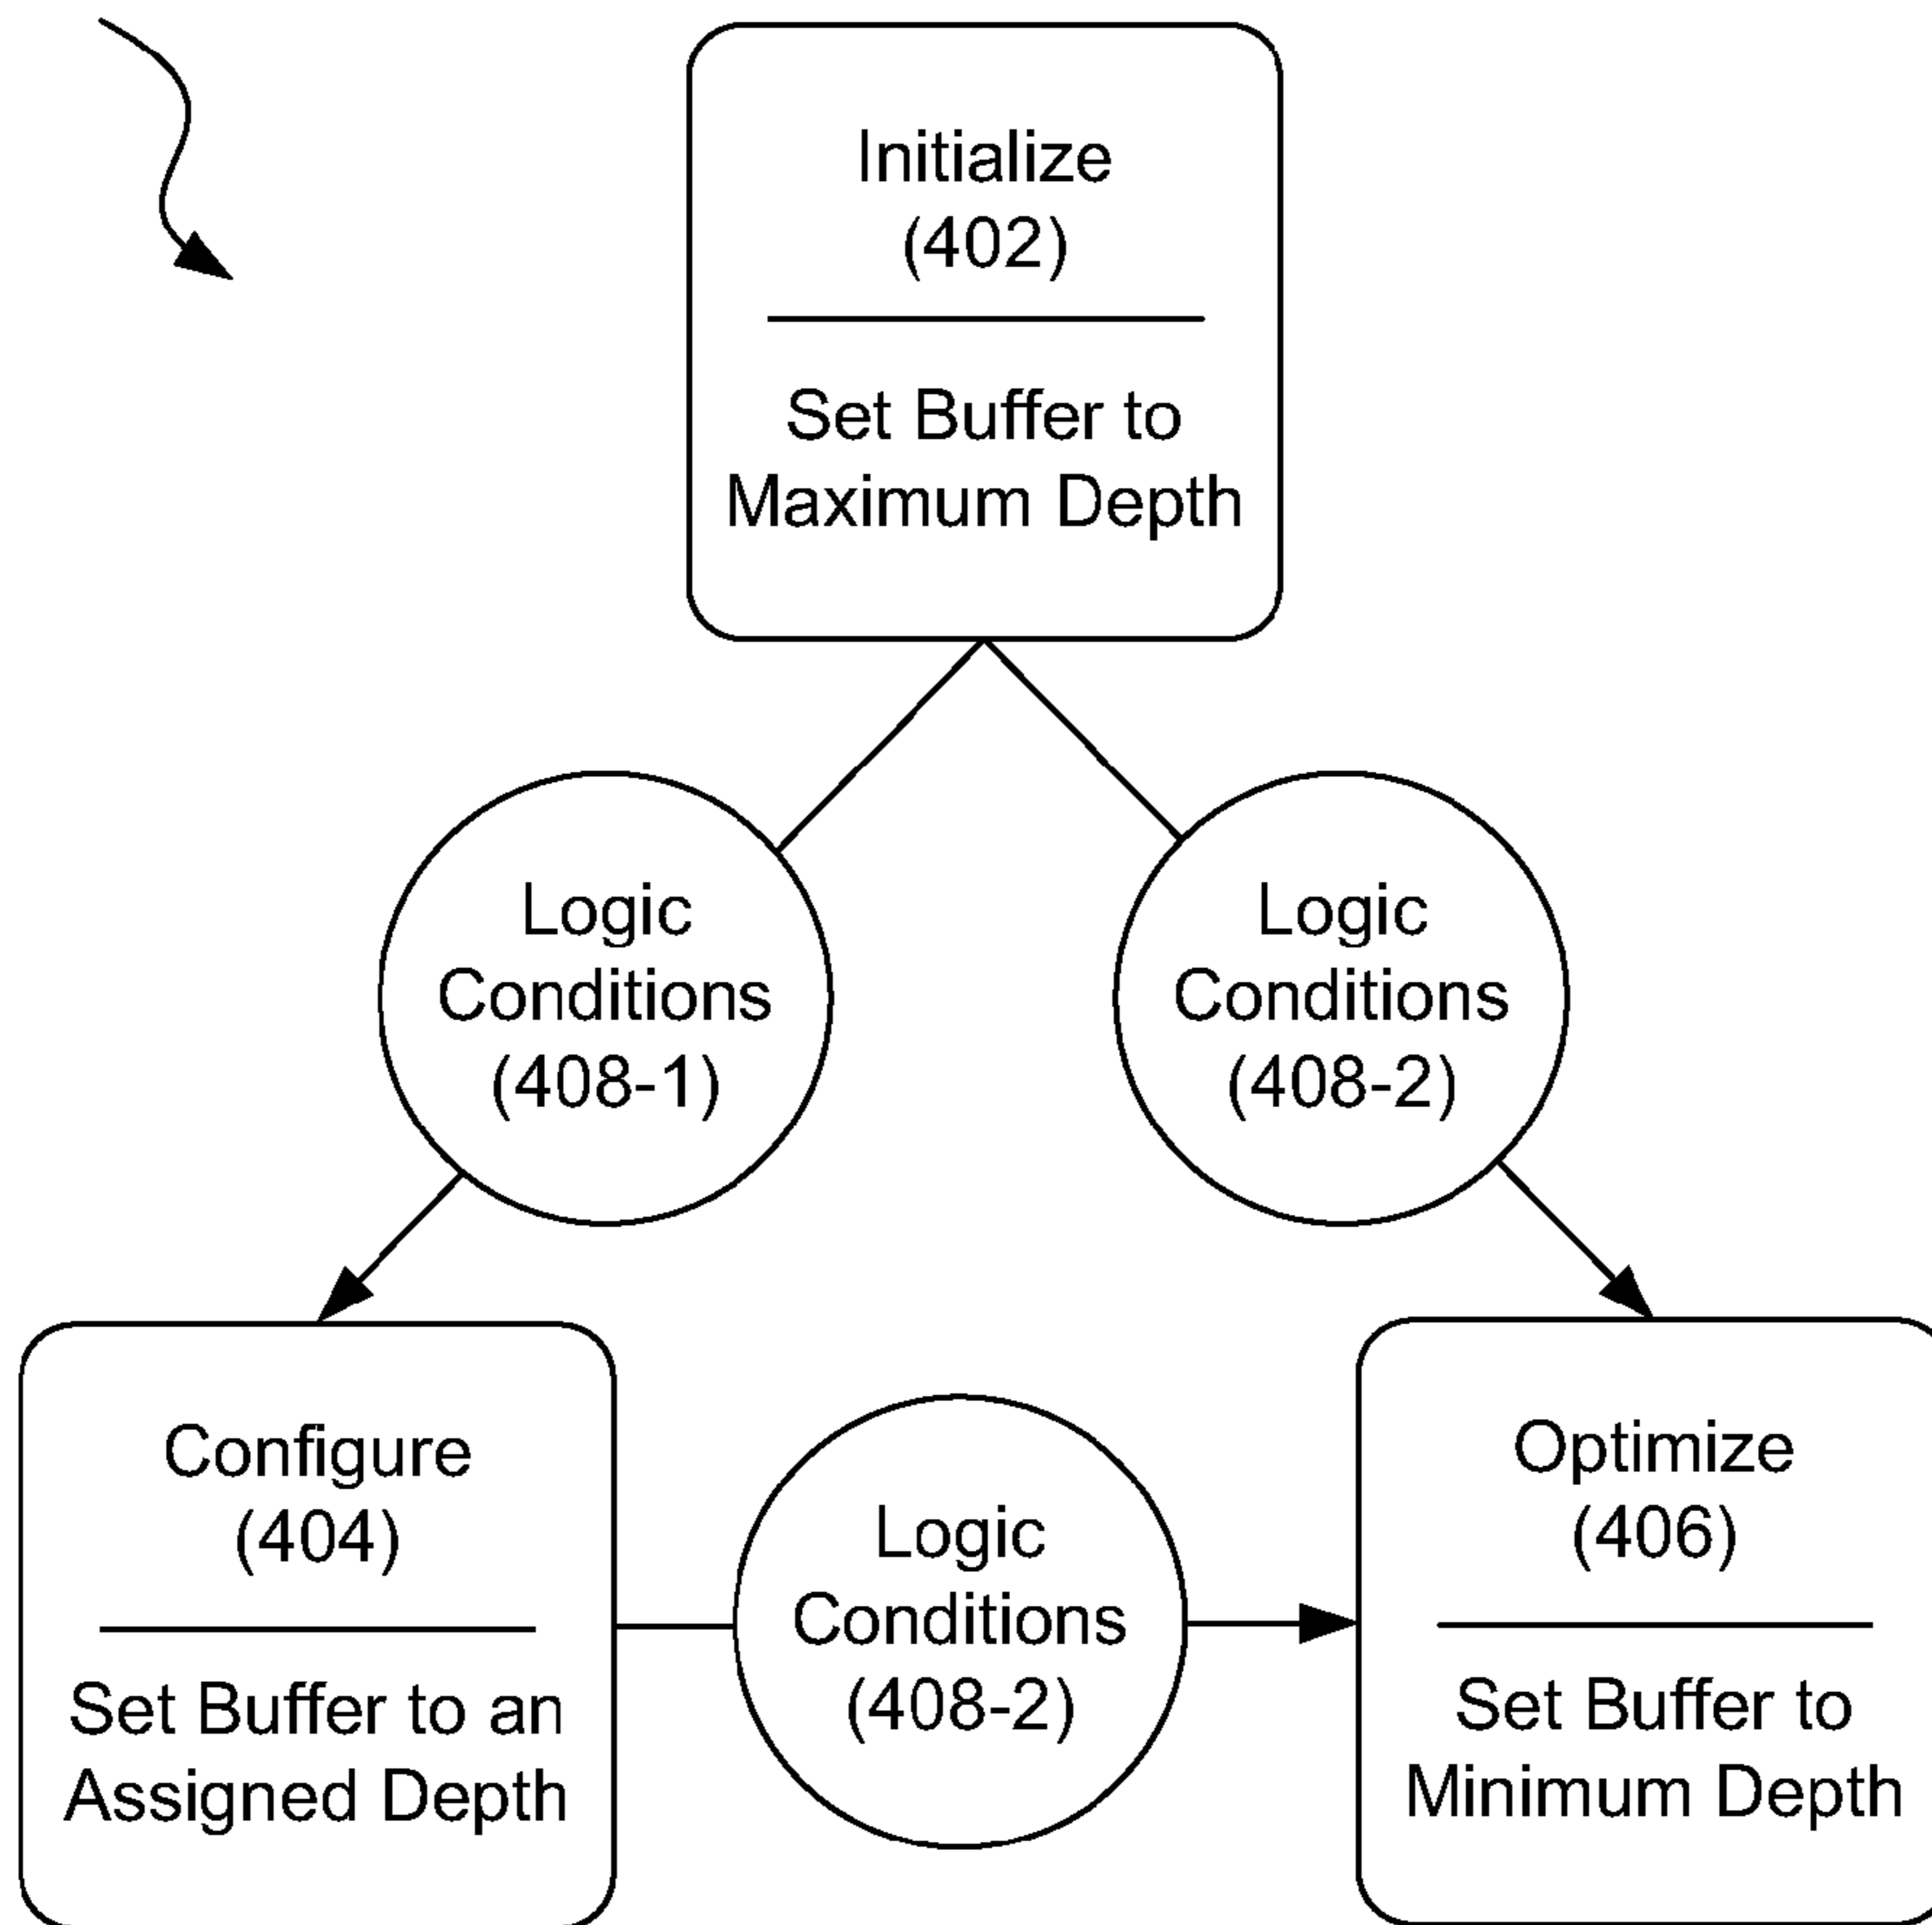 Initialize
(402)
Set Buffer to
Maximum Depth
Logic
Conditions
(408-1)
Logic
Conditions
(408-2)
Configure
(404)
Set Buffer to an
Assigned Depth
Logic
Conditions
(408-2)
Optimize
(406)
Set Buffer to
Minimum Depth